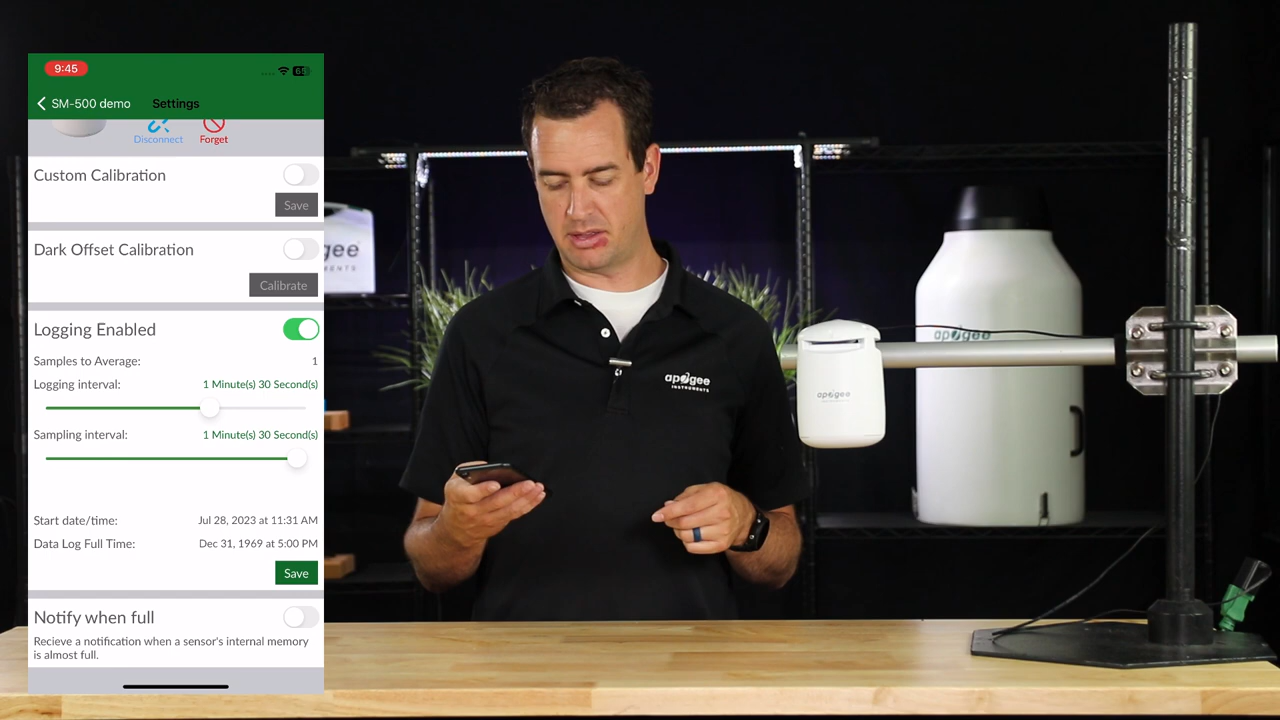 9:45
SM-500 demo
Settings
Disconnect
Forget
Custom Calibration
Save
Dark Offset Calibration
Calibrate
Logging Enabled
Samples to Average: 1
Logging interval: 1 Minute(s) 30 Second(s)
Sampling interval: 1 Minute(s) 30 Second(s)
Start date/time: Jul 28, 2023 at 11:31 AM
Data Log Full Time: Dec 31, 1969 at 5:00 PM
Save
Notify when full
Recieve a notification when a sensor's internal memory
is almost full.
gee
apogee
INSTRUMENTS
apogee
apogee